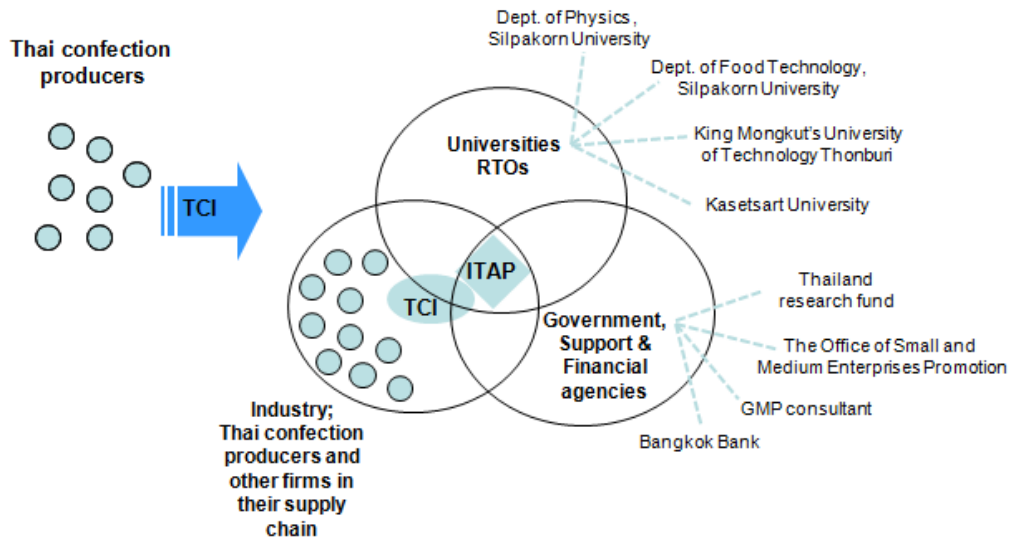 Thai confection
producers
TCI
Dept. of Physics,
Silpakorn University
Dept. of Food Technology,
Silpakorn University
King Mongkut's University
of Technology Thonburi
Kasetsart University
Universities
RTOs
ITAP
TCI
Government,
Support &
Financial
agencies
Thailand
research fund
The Office of Small and
Medium Enterprises Promotion
GMP consultant
Bangkok Bank
Industry;
Thai confection
producers and
other firms in
their supply
chain